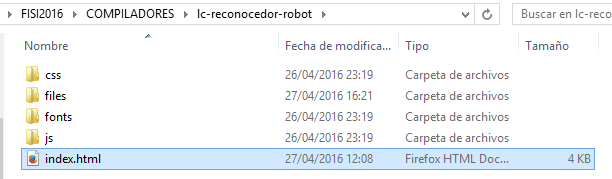 FISI2016 COMPILADORES lc-reconocedor-robot Buscar en lc-reco
Fecha de modifica... Tipo Tamaño
css 26/04/2016 23:19 Carpeta de archivos
files 27/04/2016 16:21 Carpeta de archivos
fonts 26/04/2016 23:19 Carpeta de archivos
js 26/04/2016 23:19 Carpeta de archivos
index.html 27/04/2016 12:08 Firefox HTML Doc... 4 KB